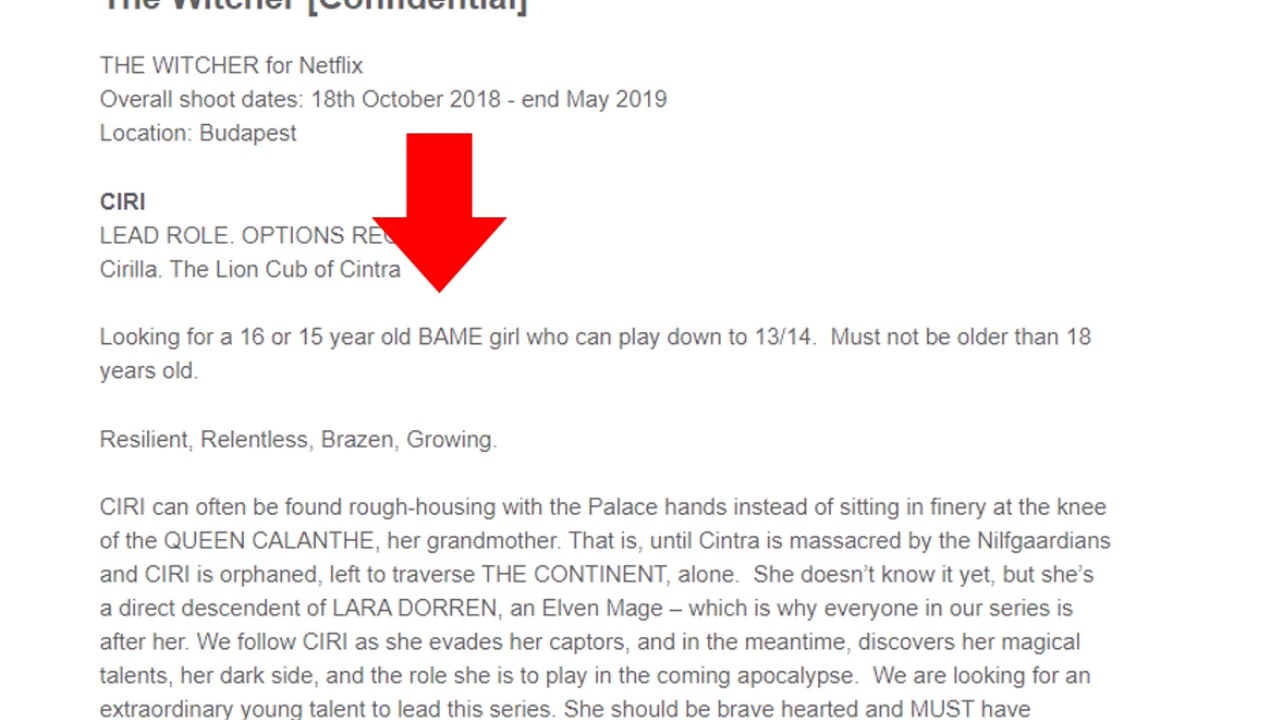 The Witcher [Confidential]
THE WITCHER for Netflix
Overall shoot dates: 18th October 2018 - end May 2019
Location: Budapest
CIRI
LEAD ROLE. OPTIONS
Cirilla. The Lion Cub of Cintra
Looking for a 16 or 15 year old BAME girl who can play down to 13/14.  Must not be older than 18
years old.
Resilient, Relentless, Brazen, Growing.
CIRI can often be found rough-housing with the Palace hands instead of sitting in finery at the knee
of the QUEEN CALANTHE, her grandmother. That is, until Cintra is massacred by the Nilfgaardians
and CIRI is orphaned, left to traverse THE CONTINENT, alone.  She doesn't know it yet, but she's
a direct descendent of LARA DORREN, an Elven Mage – which is why everyone in our series is
after her. We follow CIRI as she evades her captors, and in the meantime, discovers her magical
talents, her dark side, and the role she is to play in the coming apocalypse.  We are looking for an
extraordinary young talent to lead this series. She should be brave hearted and MUST have